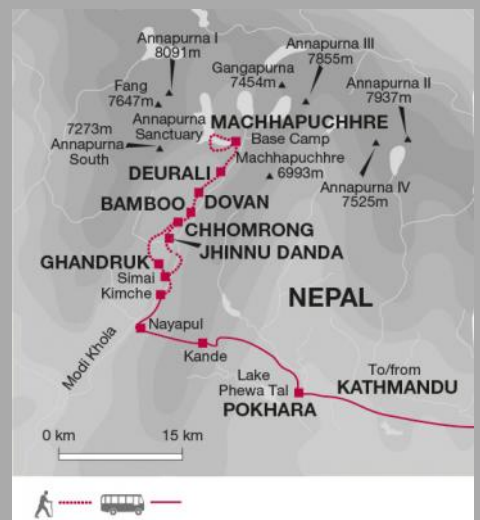 Annapurna I
8091m
Annapurna III
7855m
Gangapurna
7454m
Annapurna II
7937m
Fang
7647m
Annapurna
Sanctuary
MACHHAPUCHHRE
Base Camp
7273m
Annapurna
South
Machhapuchhre
6993m
DEURALI
Annapurna IV
7525m
BAMBOO
DOVAN
CHHOMRONG
JHINNU DANDA
GHANDRUK
Simai
Kimche
NEPAL
Nayapul
Modi Khola
Kande
Lake
Phewa Tal
POKHARA
To/from
KATHMANDU
0 km 15 km